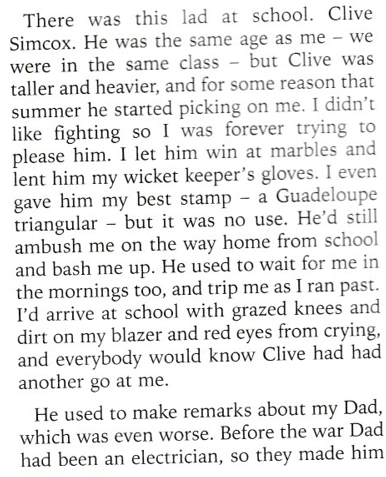 There was this lad at school. Clive
Simcox. He was the same age as me – we
were in the same class – but Clive was
taller and heavier, and for some reason that
summer he started picking on me. I didn't
like fighting so I was forever trying to
please him. I let him win at marbles and
lent him my wicket keeper's gloves. I even
gave him my best stamp – a Guadeloupe
triangular – but it was no use. He'd still
ambush me on the way home from school
and bash me up. He used to wait for me in
the mornings too, and trip me as I ran past.
I'd arrive at school with grazed knees and
dirt on my blazer and red eyes from crying,
and everybody would know Clive had had
another go at me.
He used to make remarks about my Dad,
which was even worse. Before the war Dad
had been an electrician, so they made him